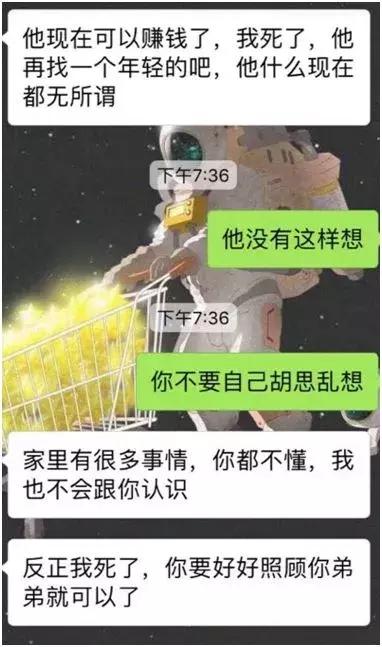 他现在可以赚钱了，我死了，他
再找一个年轻的吧，他什么现在
都无所谓
下午7:36
他没有这样想
下午7:36
你不要自己胡思乱想
家里有很多事情，你都不懂，我
也不会跟你认识
反正我死了，你要好好照顾你弟
弟就可以了